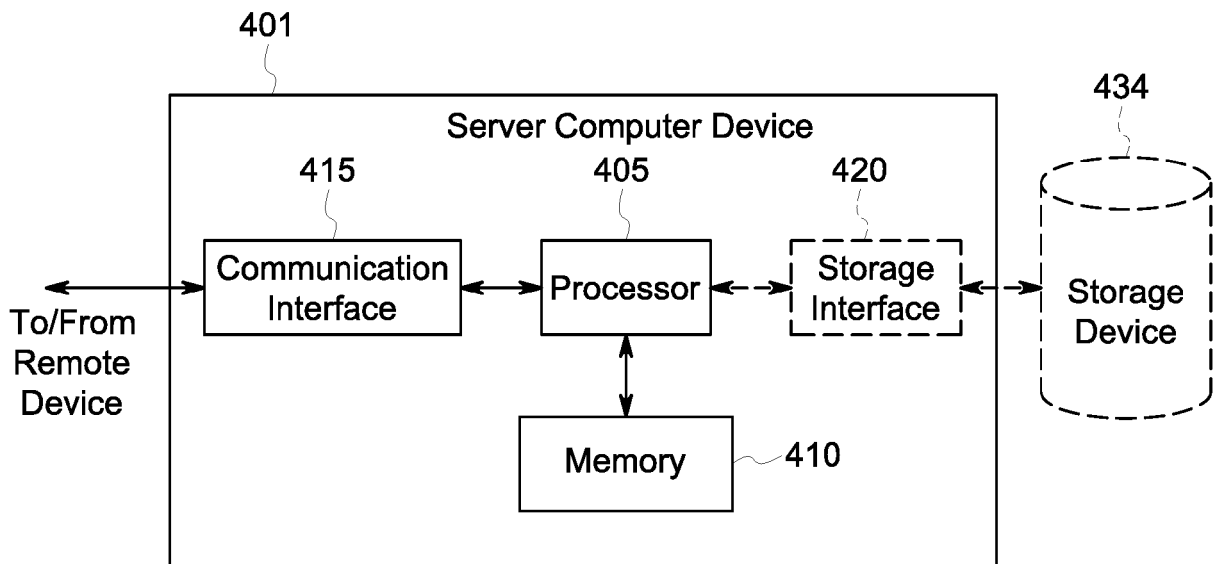 401
434
Server Computer Device
415
405
420
Communication
Interface
Processor
Storage
Interface
Storage
Device
To/From
Remote
Device
Memory
410